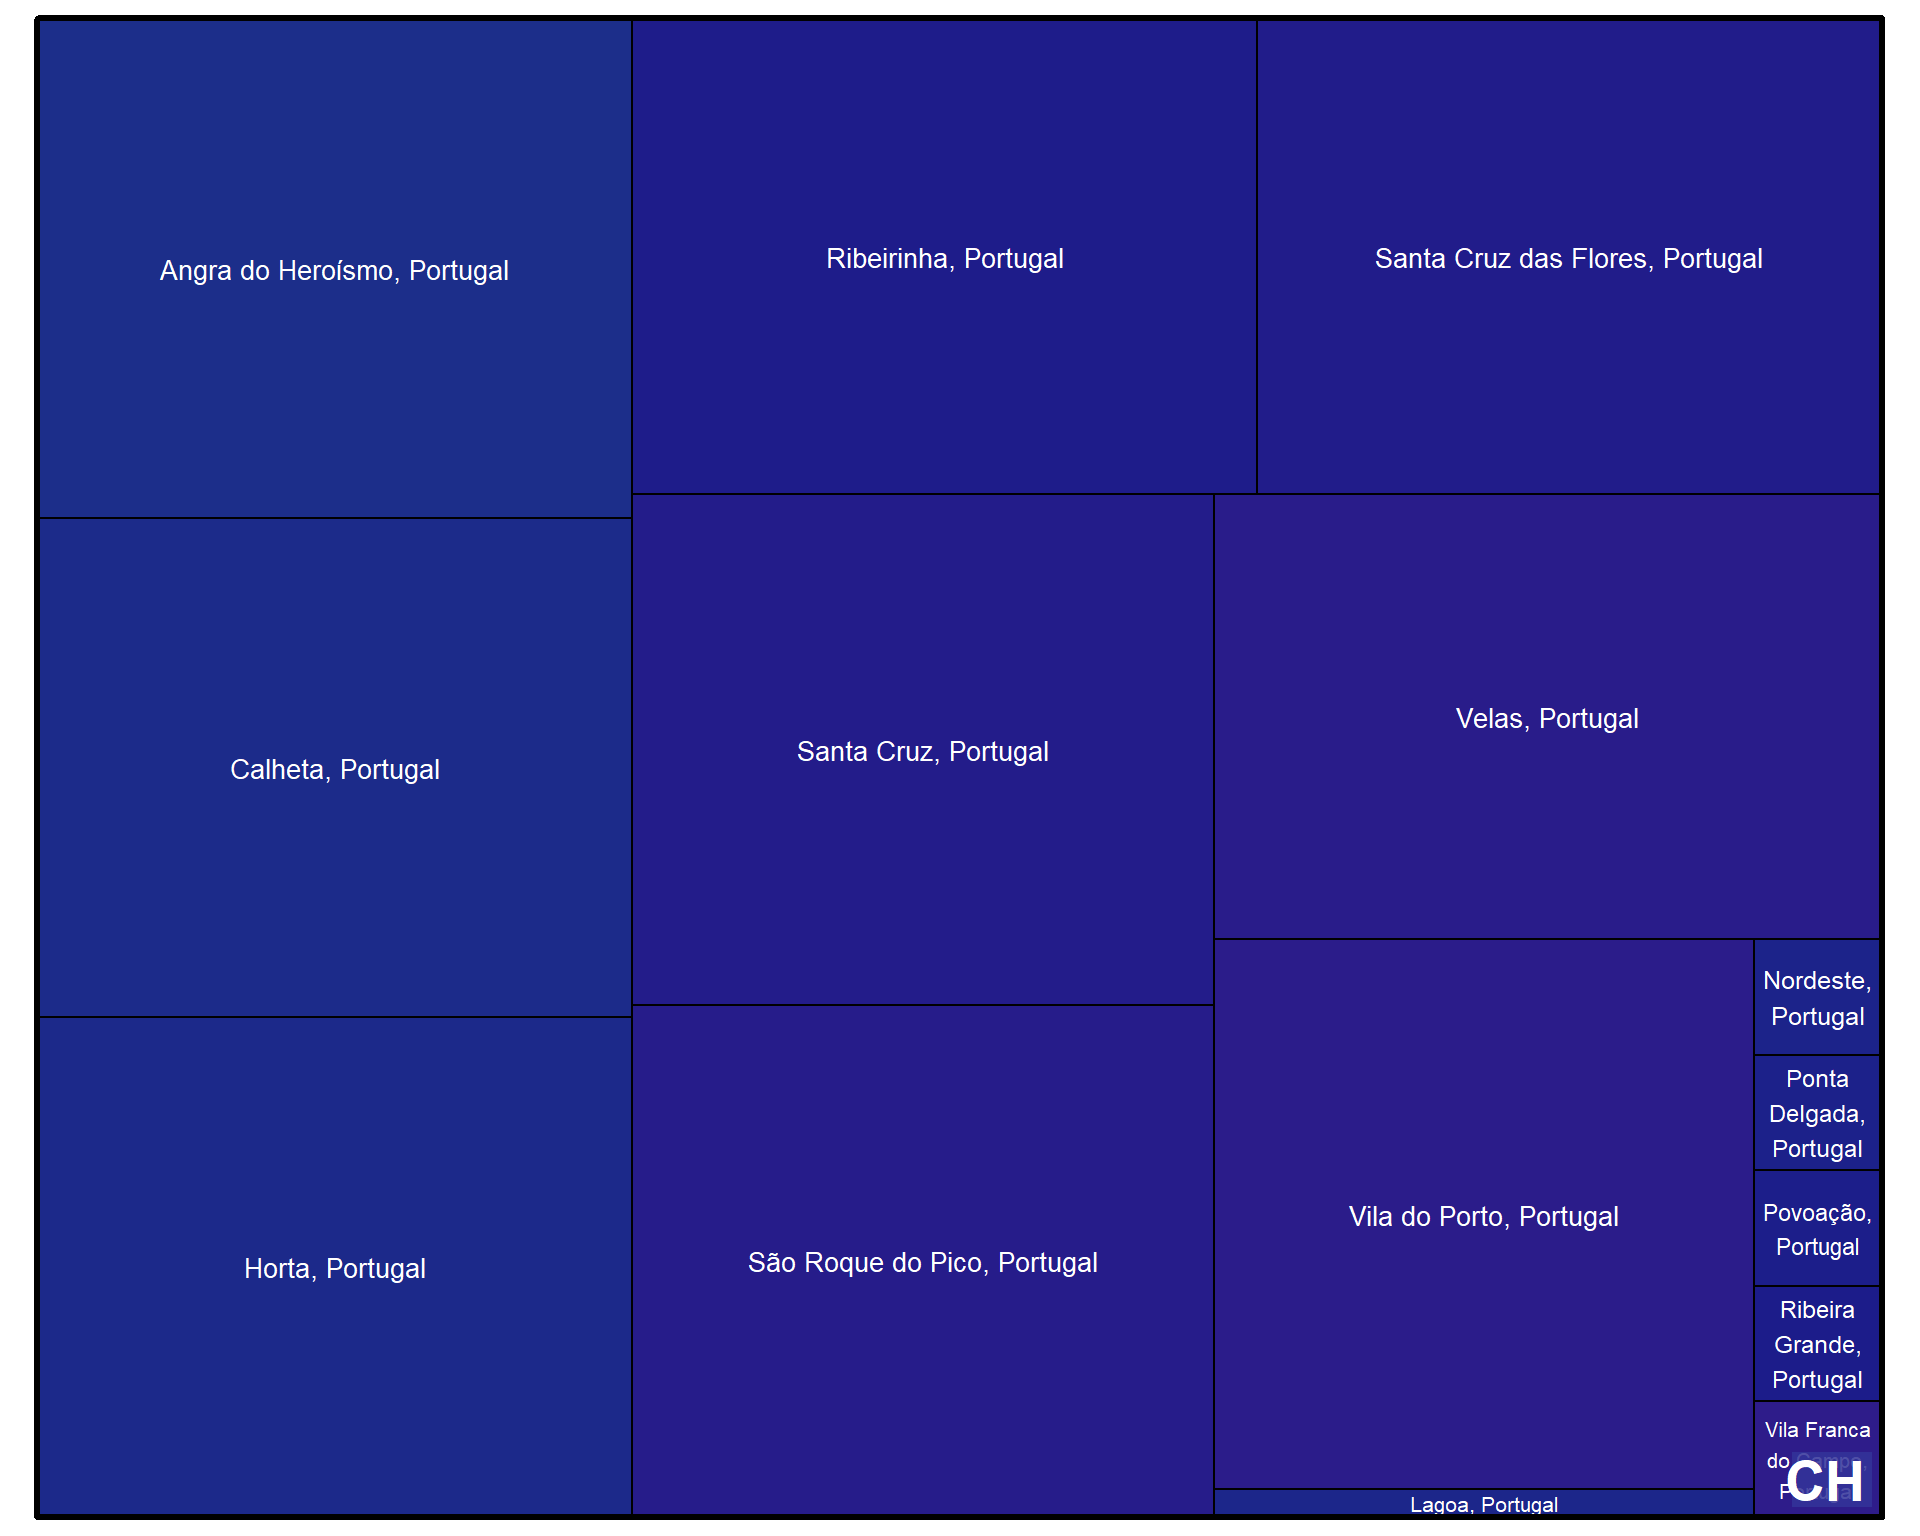 Angra do Heroísmo, Portugal
Ribeirinha, Portugal
Santa Cruz das Flores, Portugal
Calheta, Portugal
Santa Cruz, Portugal
Velas, Portugal
Horta, Portugal
São Roque do Pico, Portugal
Vila do Porto, Portugal
Nordeste,
Portugal
Ponta
Delgada,
Portugal
Povoação,
Portugal
Ribeira
Grande,
Portugal
Vila Franca
do Campo,
Portugal
CH
Lagoa, Portugal